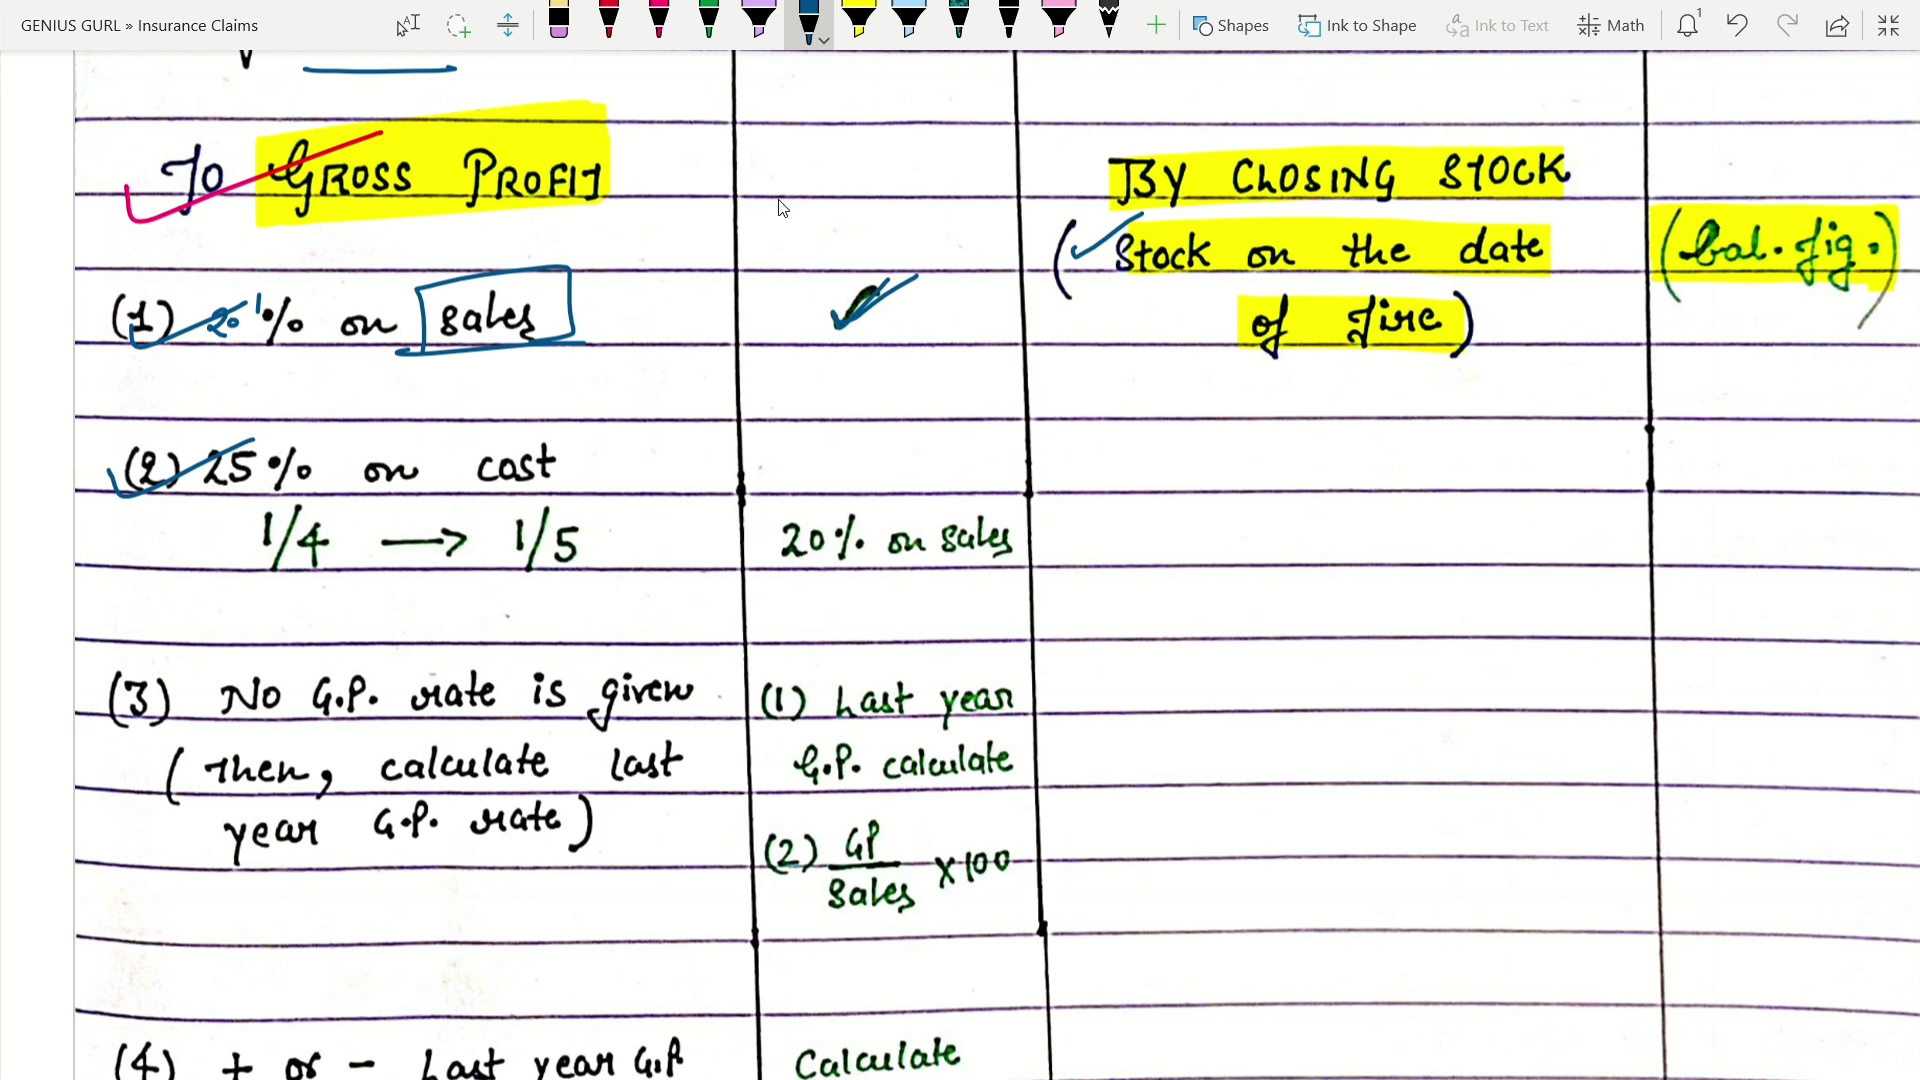 GENIUS GURL » Insurance Claims
Shapes
Ink to Shape
Ink to Text
Math
1
To GROSS PROFIT
(1) 20% on sales
(2) 25% on cost
1/4 → 1/5
20% on sales
(3) No G.P. rate is given
(Then, calculate last
year G.P. rate)
(1) Last year
G.P. calculate
(2) GP/Sales × 100
(4) + or - Last year G.P
Calculate
BY CLOSING STOCK
(Stock on the date
of fire)
(bal. fig.)